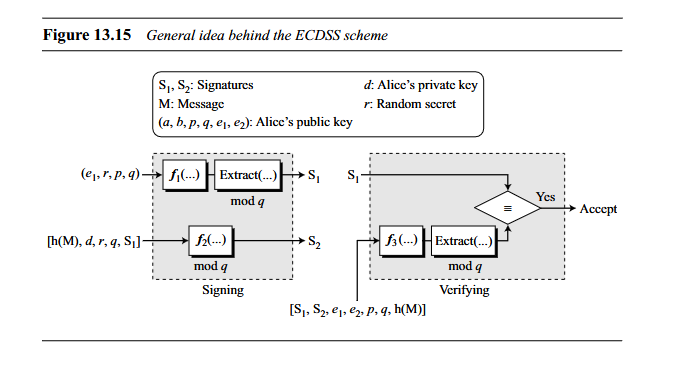 Figure 13.15 General idea behind the ECDSS scheme
S₁, S₂: Signatures d: Alice's private key
M: Message r: Random secret
(a, b, p, q, e₁, e₂): Alice's public key
(e₁, r, p, q) f₁(...) Extract(...) S₁ S₁
mod q
≡ Yes Accept
[h(M), d, r, q, S₁] f₂(...) S₂ f₃(...) Extract(...)
mod q mod q
Signing Verifying
[S₁, S₂, e₁, e₂, p, q, h(M)]